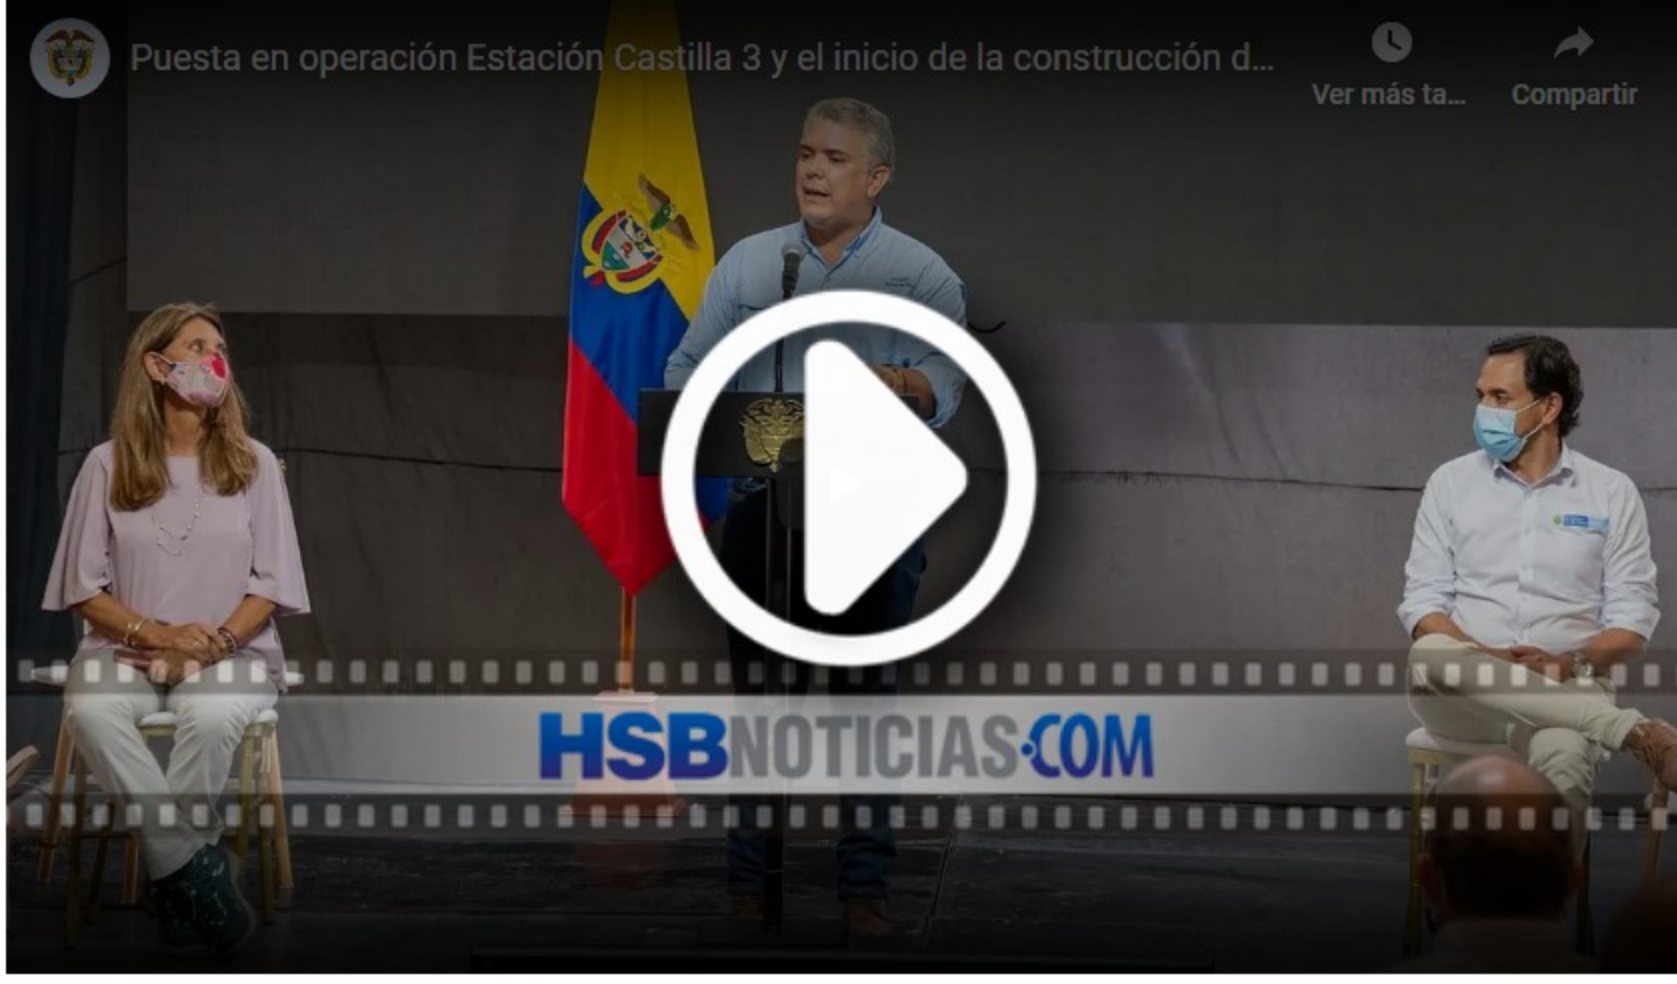 Puesta en operación Estación Castilla 3 y el inicio de la construcción d...
Ver más ta...
Compartir
HSBNOTICIAS.COM